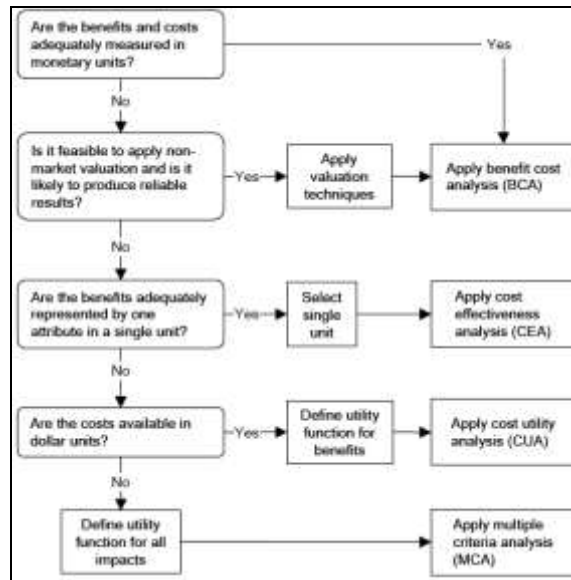 Are the benefits and costs
adequately measured in
monetary units?
Yes
No
Is it feasible to apply non-
market valuation and is it
likely to produce reliable
results?
Yes
Apply
valuation
techniques
Apply benefit cost
analysis (BCA)
No
Are the benefits adequately
represented by one
attribute in a single unit?
Yes
Select
single
unit
Apply cost
effectiveness
analysis (CEA)
No
Are the costs available in
dollar units?
Yes
Define utility
function for
benefits
Apply cost utility
analysis (CUA)
No
Define utility
function for all
impacts
Apply multiple
criteria analysis
(MCA)